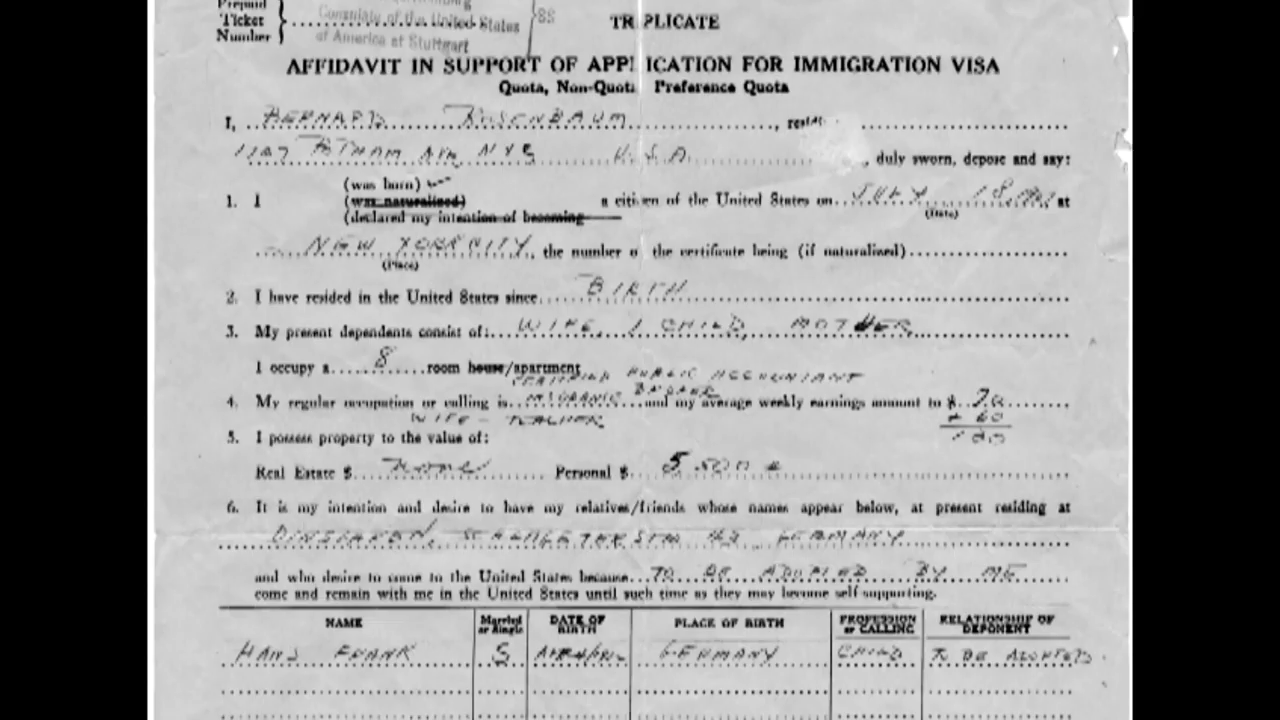 Prepaid
Ticket
Number
Consulate of the United States
of America at Stuttgart
TRIPLICATE
AFFIDAVIT IN SUPPORT OF APPLICATION FOR IMMIGRATION VISA
Quota, Non-Quota Preference Quota
I, BERNARD ROSENBAUM, resid
AVE, NYC U.S.A. , duly sworn, depose and say:
(was born)
1. I (was naturalized) a citizen of the United States on JULY 18 at
(Date)
(declared my intention of becoming
NEW YORK CITY, the number o the certificate being (if naturalized)
(Place)
2. I have resided in the United States since BIRTH
3. My present dependents consist of: WIFE, 1 CHILD, MOTHER
I occupy a 8 room house/apartment
CERTIFIED PUBLIC ACCOUNTANT
4. My regular occupation or calling is INSURANCE BROKER and my average weekly earnings amount to $ 70
WIFE - TEACHER + 60
5. I possess property to the value of:
Real Estate $ None Personal $ 5
6. It is my intention and desire to have my relatives/friends whose names appear below, at present residing at
DINSLAKEN, GERMANY
and who desire to come to the United States because TO BE ADOPTED BY ME
come and remain with me in the United States until such time as they may become self supporting.
NAME Married or Single DATE OF BIRTH PLACE OF BIRTH PROFESSION or CALLING RELATIONSHIP OF DEPONENT
HANS FRANK S GERMANY CHILD TO BE ADOPTED